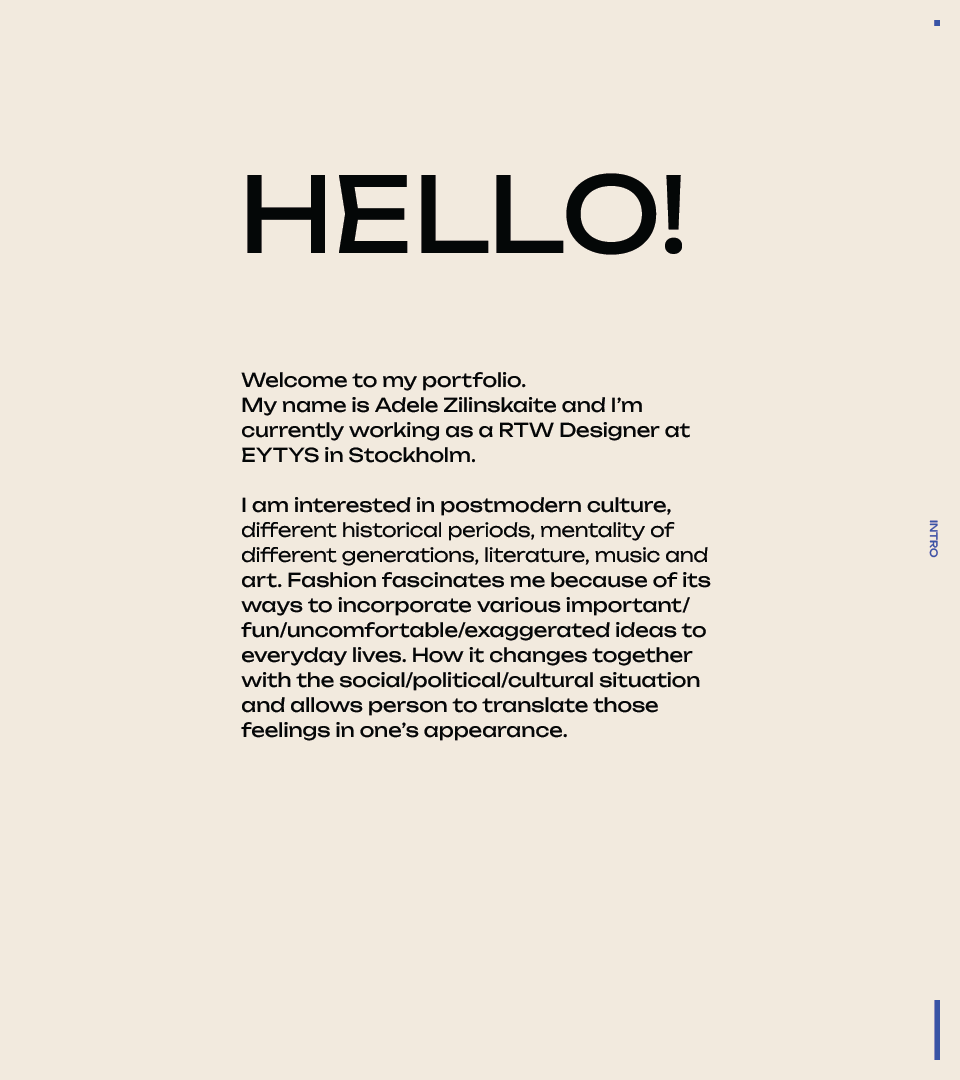 HELLO!
Welcome to my portfolio.
My name is Adele Zilinskaite and I’m
currently working as a RTW Designer at
EYTYS in Stockholm.
I am interested in postmodern culture,
different historical periods, mentality of
different generations, literature, music and
art. Fashion fascinates me because of its
ways to incorporate various important/
fun/uncomfortable/exaggerated ideas to
everyday lives. How it changes together
with the social/political/cultural situation
and allows person to translate those
feelings in one’s appearance.
INTRO